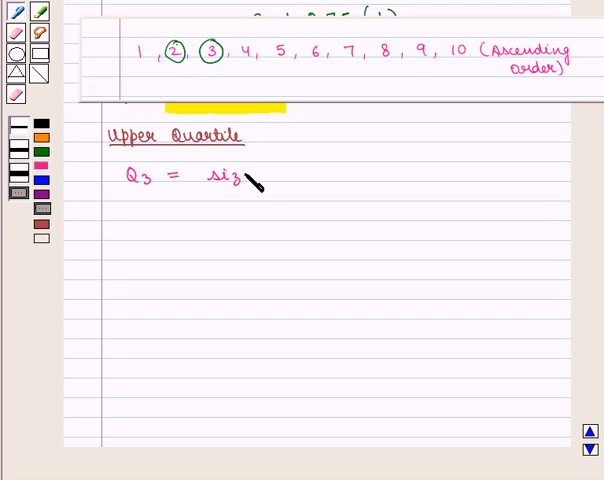 1 , 2 , 3 , 4 , 5 , 6 , 7 , 8 , 9 , 10 (Ascending
order)
Upper Quartile
Q3 = siz